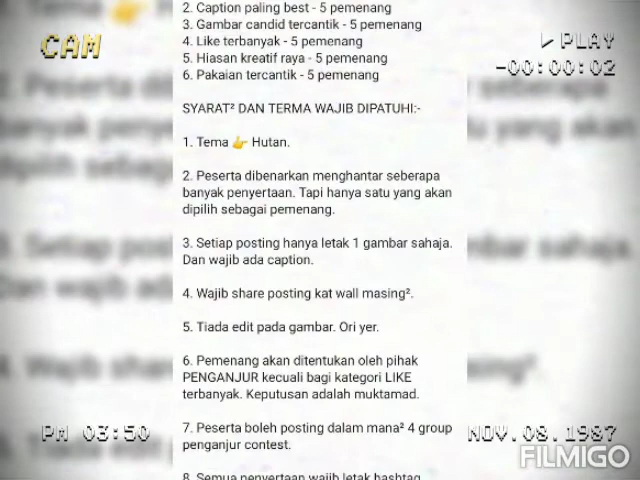 CAM
PLAY
-00:00:02
2. Caption paling best - 5 pemenang
3. Gambar candid tercantik - 5 pemenang
4. Like terbanyak - 5 pemenang
5. Hiasan kreatif raya - 5 pemenang
6. Pakaian tercantik - 5 pemenang
SYARAT² DAN TERMA WAJIB DIPATUHI:-
1. Tema 👉 Hutan.
2. Peserta dibenarkan menghantar seberapa
banyak penyertaan. Tapi hanya satu yang akan
dipilih sebagai pemenang.
3. Setiap posting hanya letak 1 gambar sahaja.
Dan wajib ada caption.
4. Wajib share posting kat wall masing².
5. Tiada edit pada gambar. Ori yer.
6. Pemenang akan ditentukan oleh pihak
PENGANJUR kecuali bagi kategori LIKE
terbanyak. Keputusan adalah muktamad.
7. Peserta boleh posting dalam mana² 4 group
penganjur contest.
8. Semua penyertaan wajib letak hashtag
PM 03:50
NOV.08.1987
FILMIGO